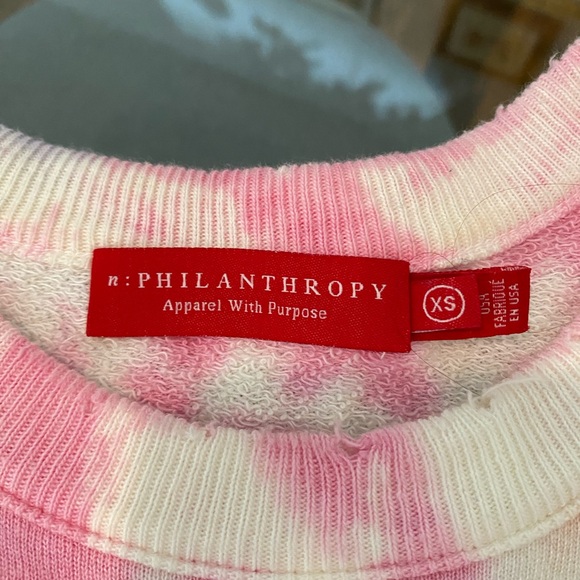 n: PHILANTHROPY
Apparel With Purpose
XS
USA
FABRIQUÉ
EN USA